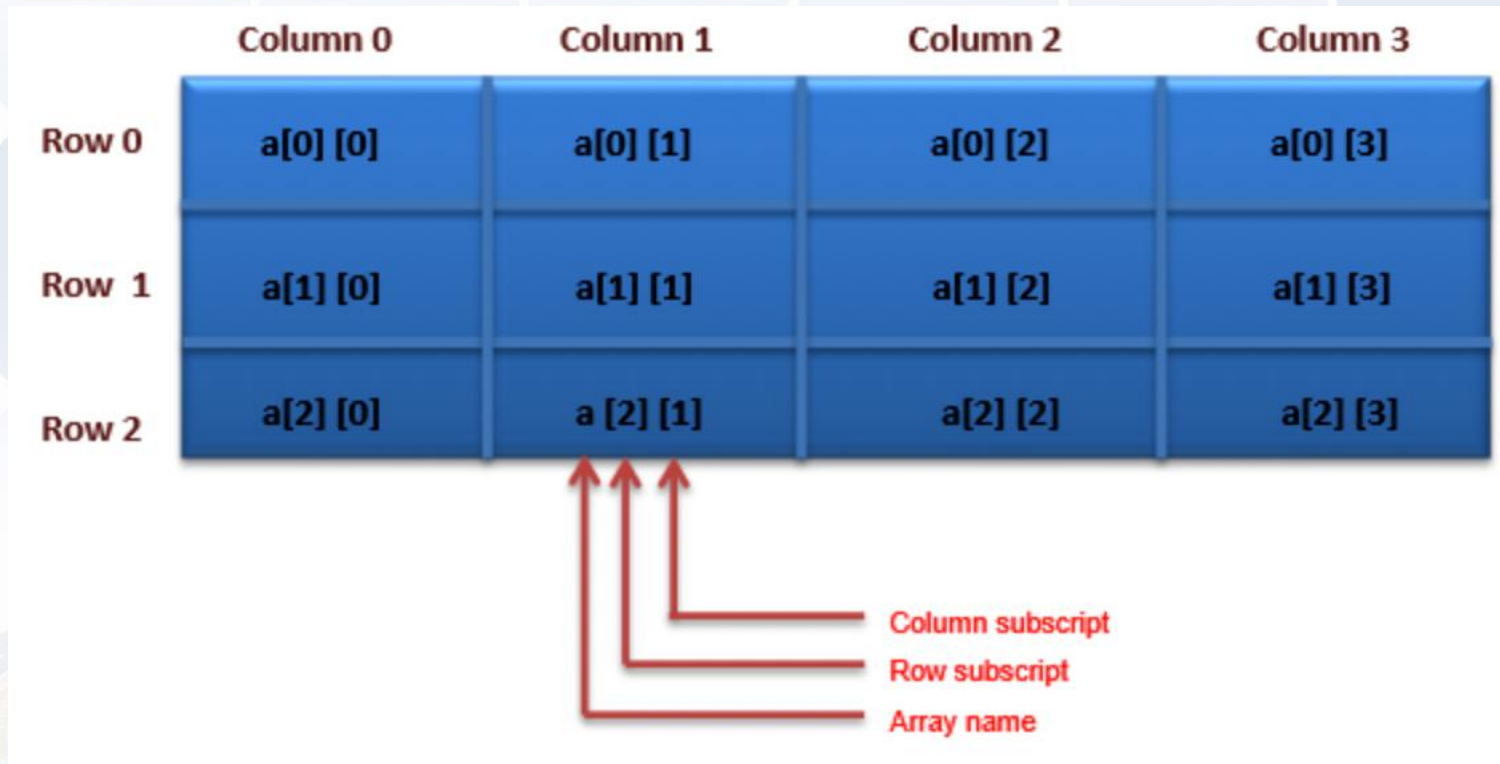 Column 0 Column 1 Column 2 Column 3
Row 0 a[0] [0] a[0] [1] a[0] [2] a[0] [3]
Row 1 a[1] [0] a[1] [1] a[1] [2] a[1] [3]
Row 2 a[2] [0] a [2] [1] a[2] [2] a[2] [3]
Column subscript
Row subscript
Array name